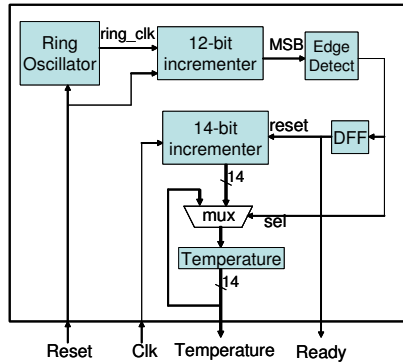 Ring
Oscillator
ring_clk
12-bit
incrementer
MSB
Edge
Detect
14-bit
incrementer
reset
DFF
14
mux
sel
Temperature
14
Reset
Clk
Temperature
Ready